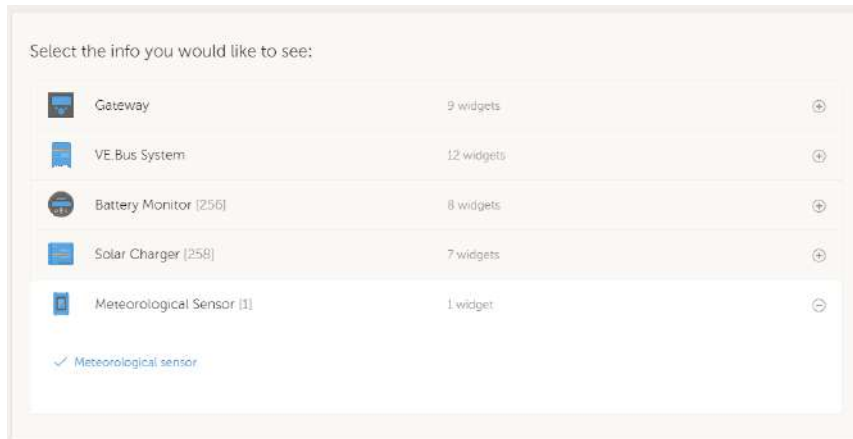 Select the info you would like to see:
Gateway 9 widgets
VE.Bus System 12 widgets
Battery Monitor [256] 8 widgets
Solar Charger [258] 7 widgets
Meteorological Sensor [1] 1 widget
Meteorological sensor